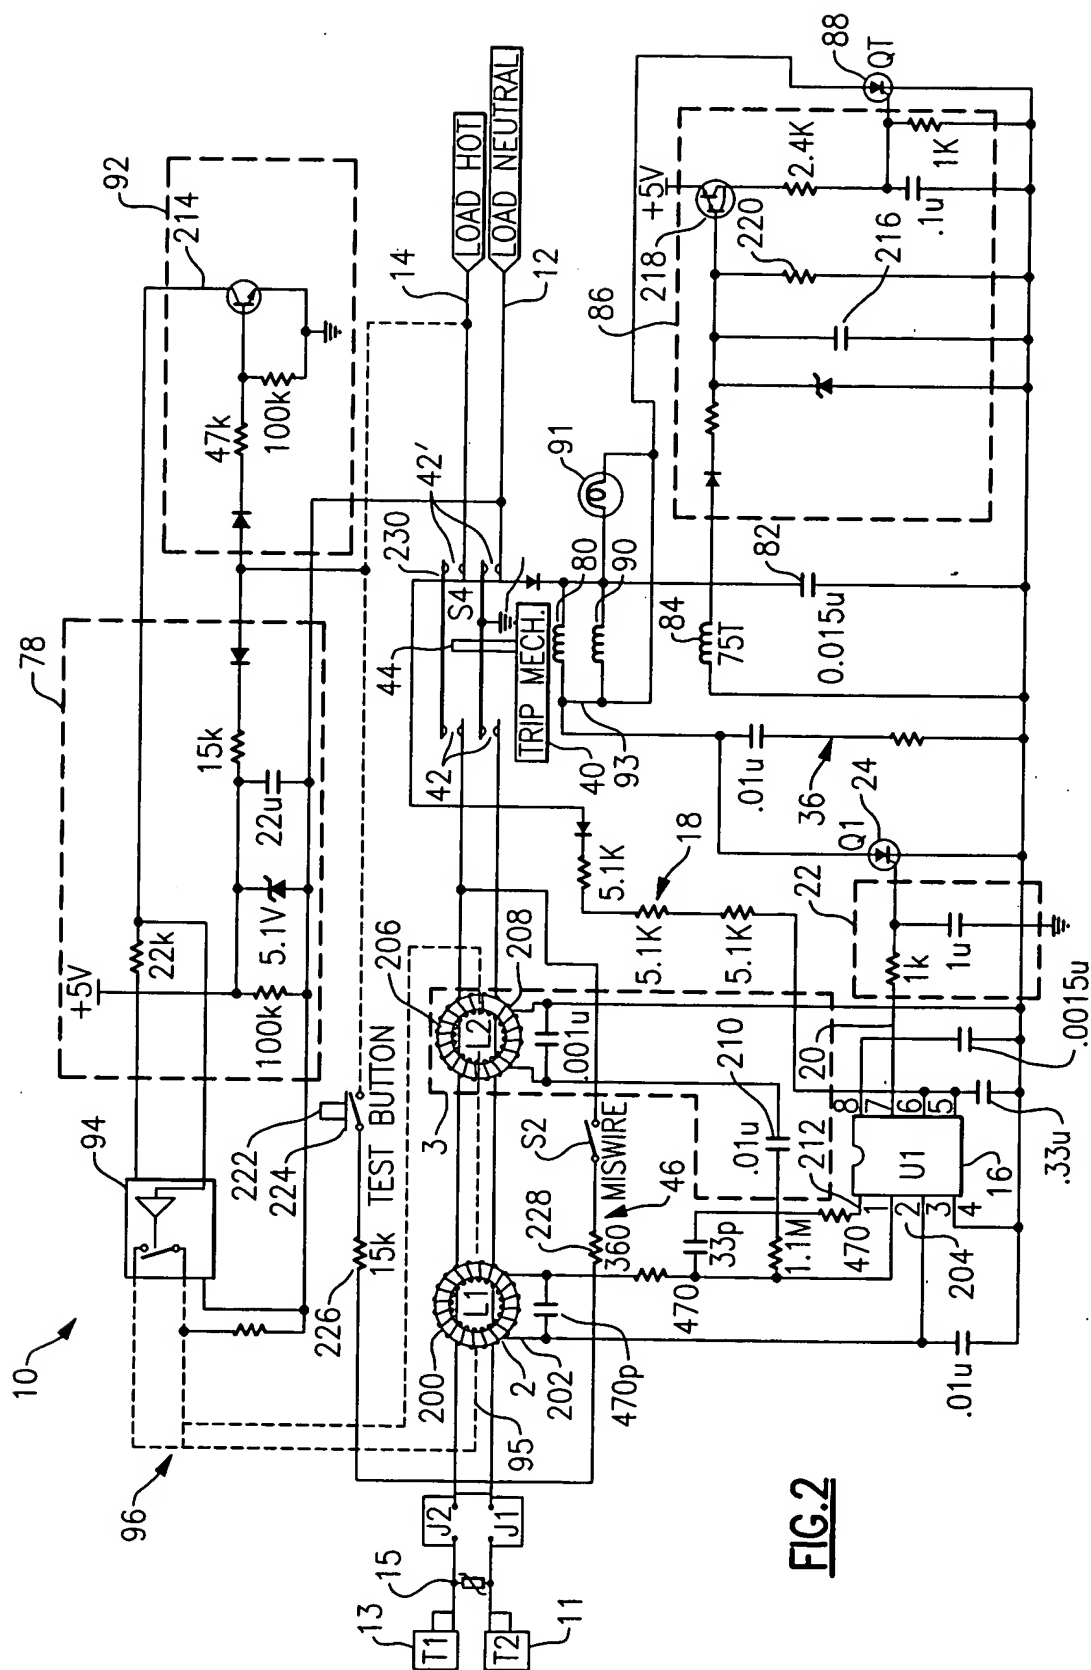 10
96
94
222
224
226
15k
TEST BUTTON
78
+5V
22k
100k
5.1V
22u
15k
92
214
47k
100k
13
T1
T2
11
15
J2
J1
200
L1
2
202
95
470p
206
L2
208
3
.001u
S2
MISWIRE
46
228
360
44
42
TRIP MECH.
40
93
230
42'
S4
14
12
LOAD HOT
LOAD NEUTRAL
80
90
91
84
75T
82
0.015u
86
218
+5V
220
2.4K
216
.1u
1K
88
QT
18
5.1K
5.1K
5.1K
36
.01u
24
Q1
22
1k
1u
20
.0015u
.33u
210
.01u
212
33p
1.1M
470
470
8
7
6
5
1
2
3
4
U1
16
204
.01u
FIG.2